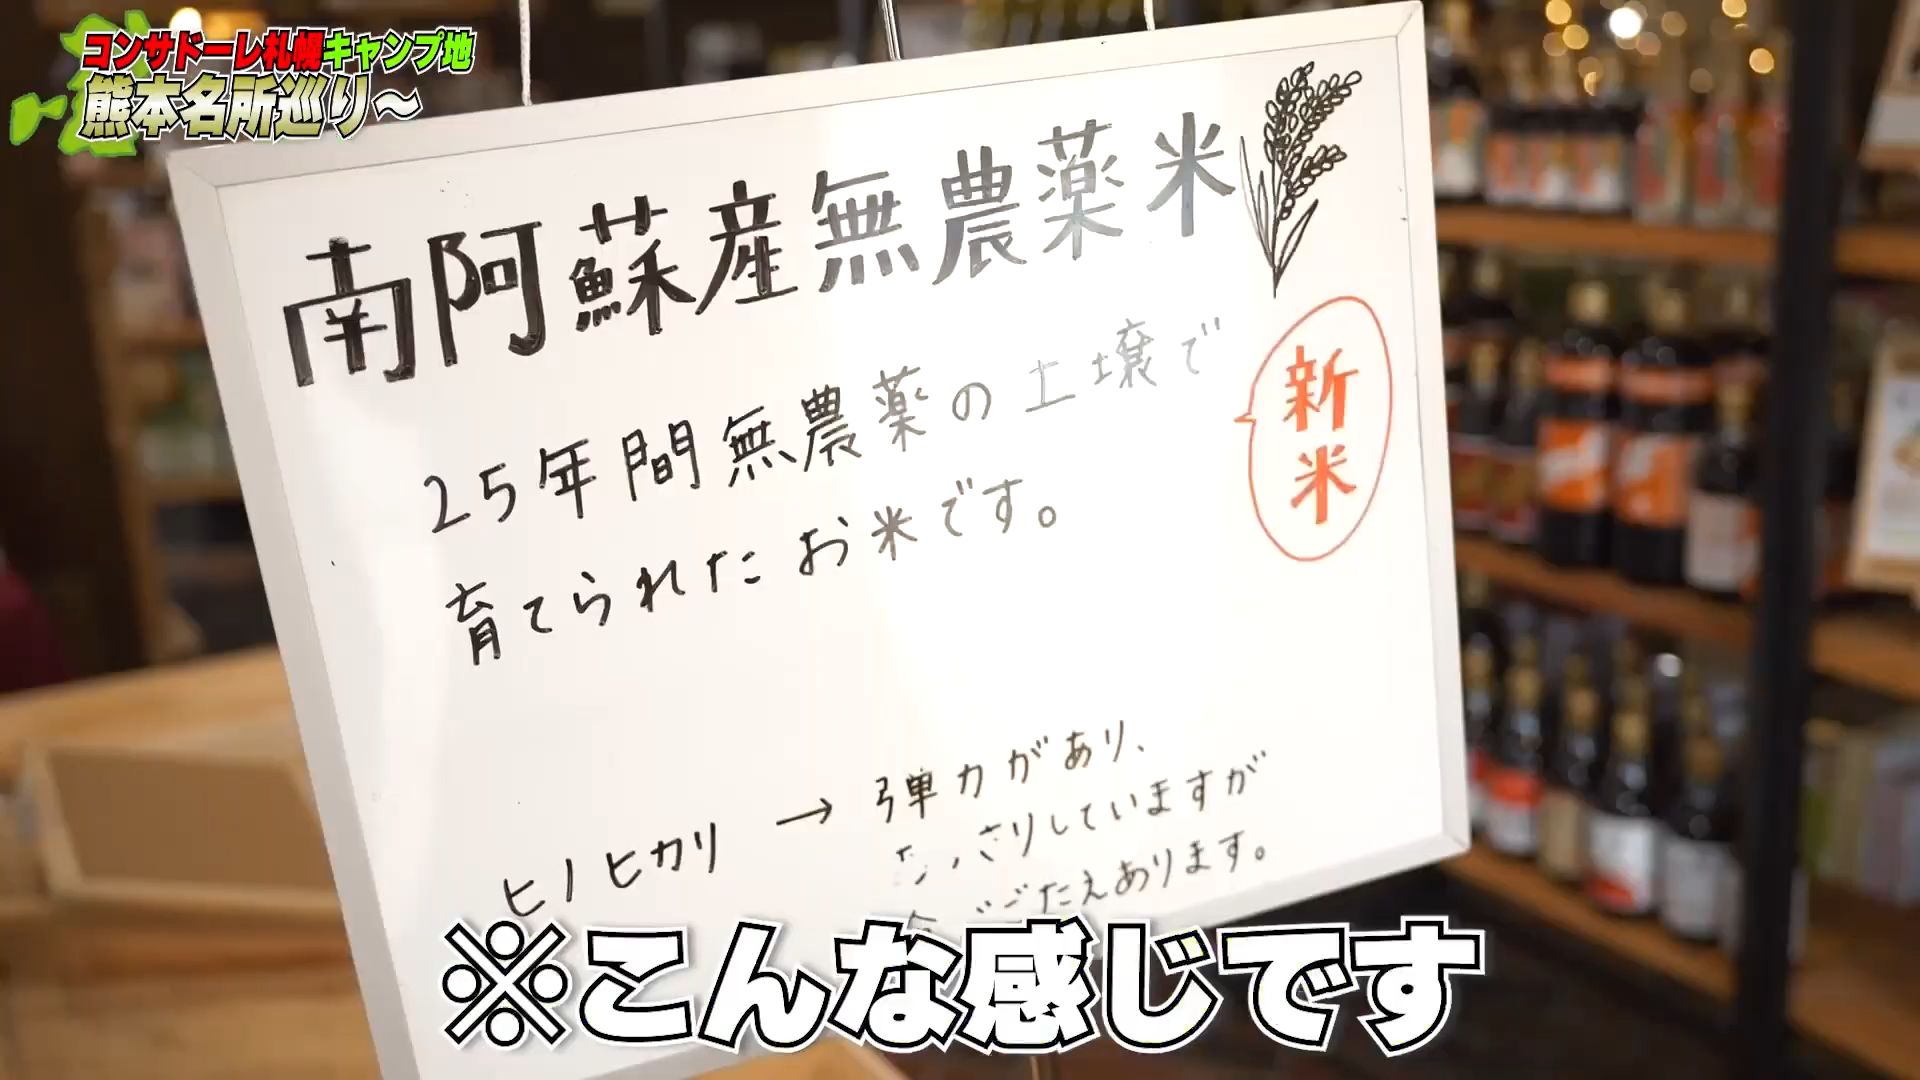 コンサドーレ札幌キャンプ地
熊本名所巡り～
南阿蘇産無農薬米
新米
25年間無農薬の土壌で
育てられたお米です。
ヒノヒカリ → 弾力があり、
さりしていますが
ごたえあります。
※こんな感じです